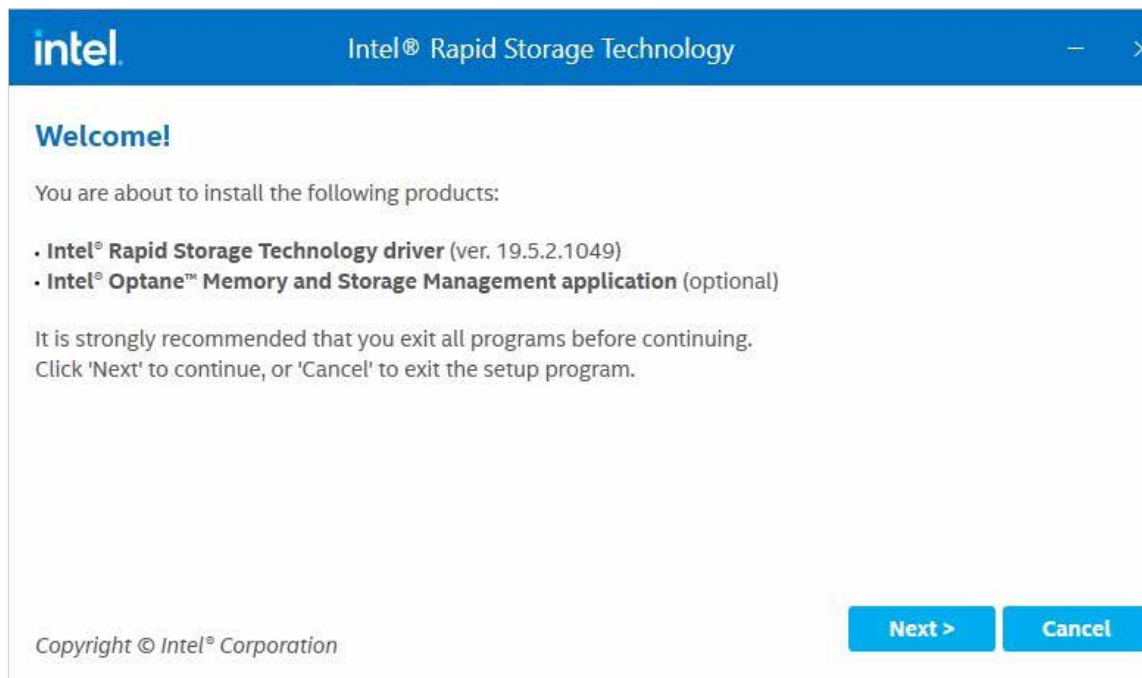 intel.
Intel® Rapid Storage Technology
Welcome!
You are about to install the following products:
• Intel® Rapid Storage Technology driver (ver. 19.5.2.1049)
• Intel® Optane™ Memory and Storage Management application (optional)
It is strongly recommended that you exit all programs before continuing.
Click 'Next' to continue, or 'Cancel' to exit the setup program.
Next >
Cancel
Copyright © Intel® Corporation